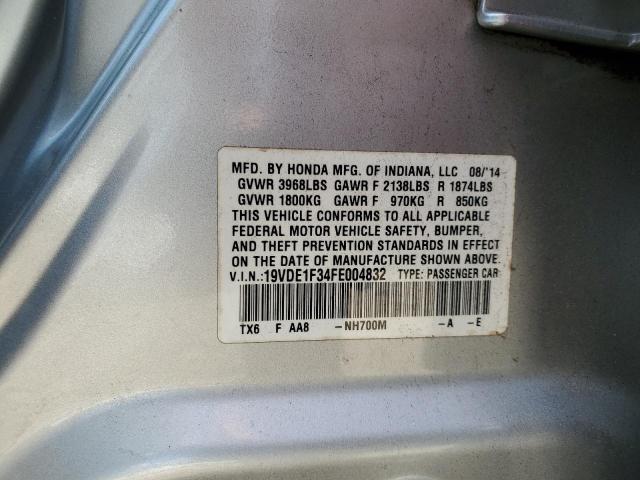 MFD. BY HONDA MFG. OF INDIANA, LLC 08/'14
GVWR 3968LBS GAWR F 2138LBS R 1874LBS
GVWR 1800KG GAWR F 970KG R 850KG
THIS VEHICLE CONFORMS TO ALL APPLICABLE
FEDERAL MOTOR VEHICLE SAFETY, BUMPER,
AND THEFT PREVENTION STANDARDS IN EFFECT
ON THE DATE OF MANUFACTURE SHOWN ABOVE.
V.I.N.:19VDE1F34FE004832 TYPE: PASSENGER CAR
TX6 F AA8 -NH700M -A -E